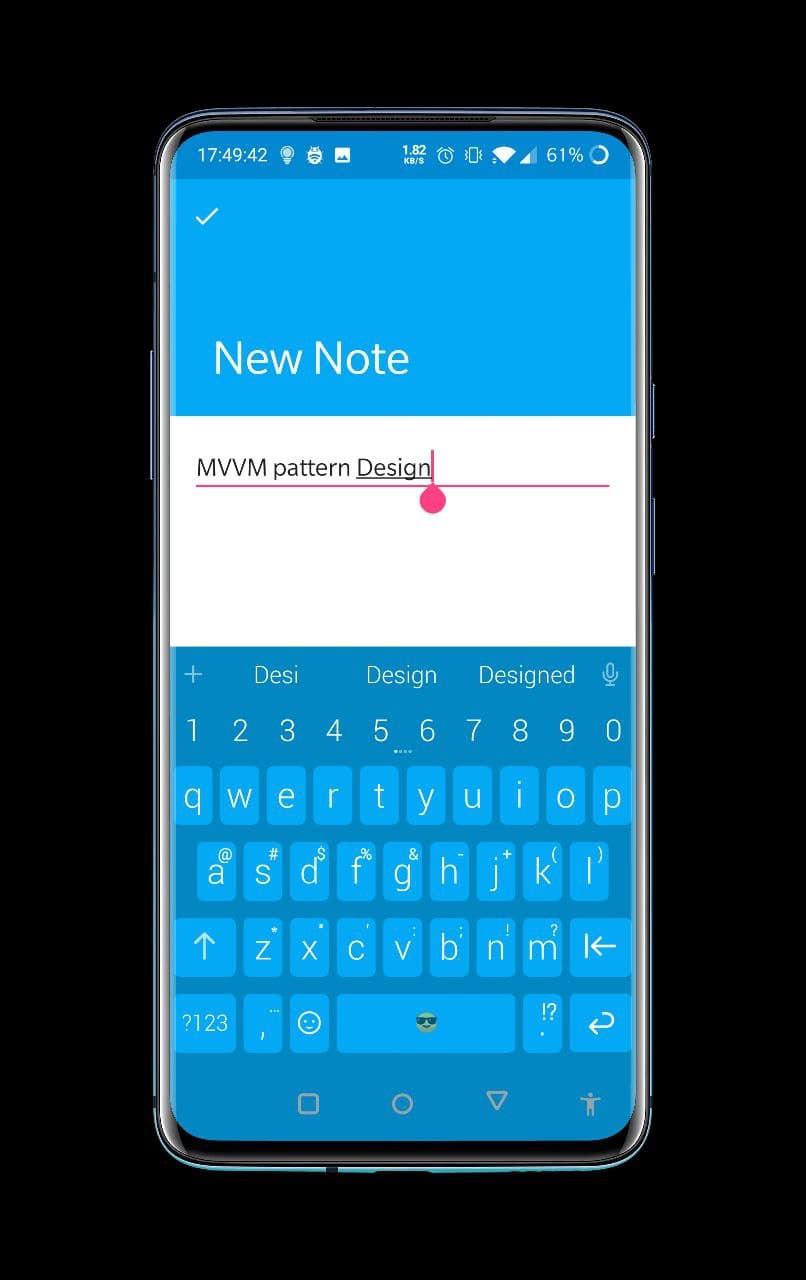 17:49:42 1.82 KB/S 61%
New Note
MVVM pattern Design
Desi Design Designed
1 2 3 4 5 6 7 8 9 0
q w e r t y u i o p
@ # $ % & - + ( )
a s d f g h j k l
* " ' : ; ! ?
z x c v b n m
?123 , ... . !?